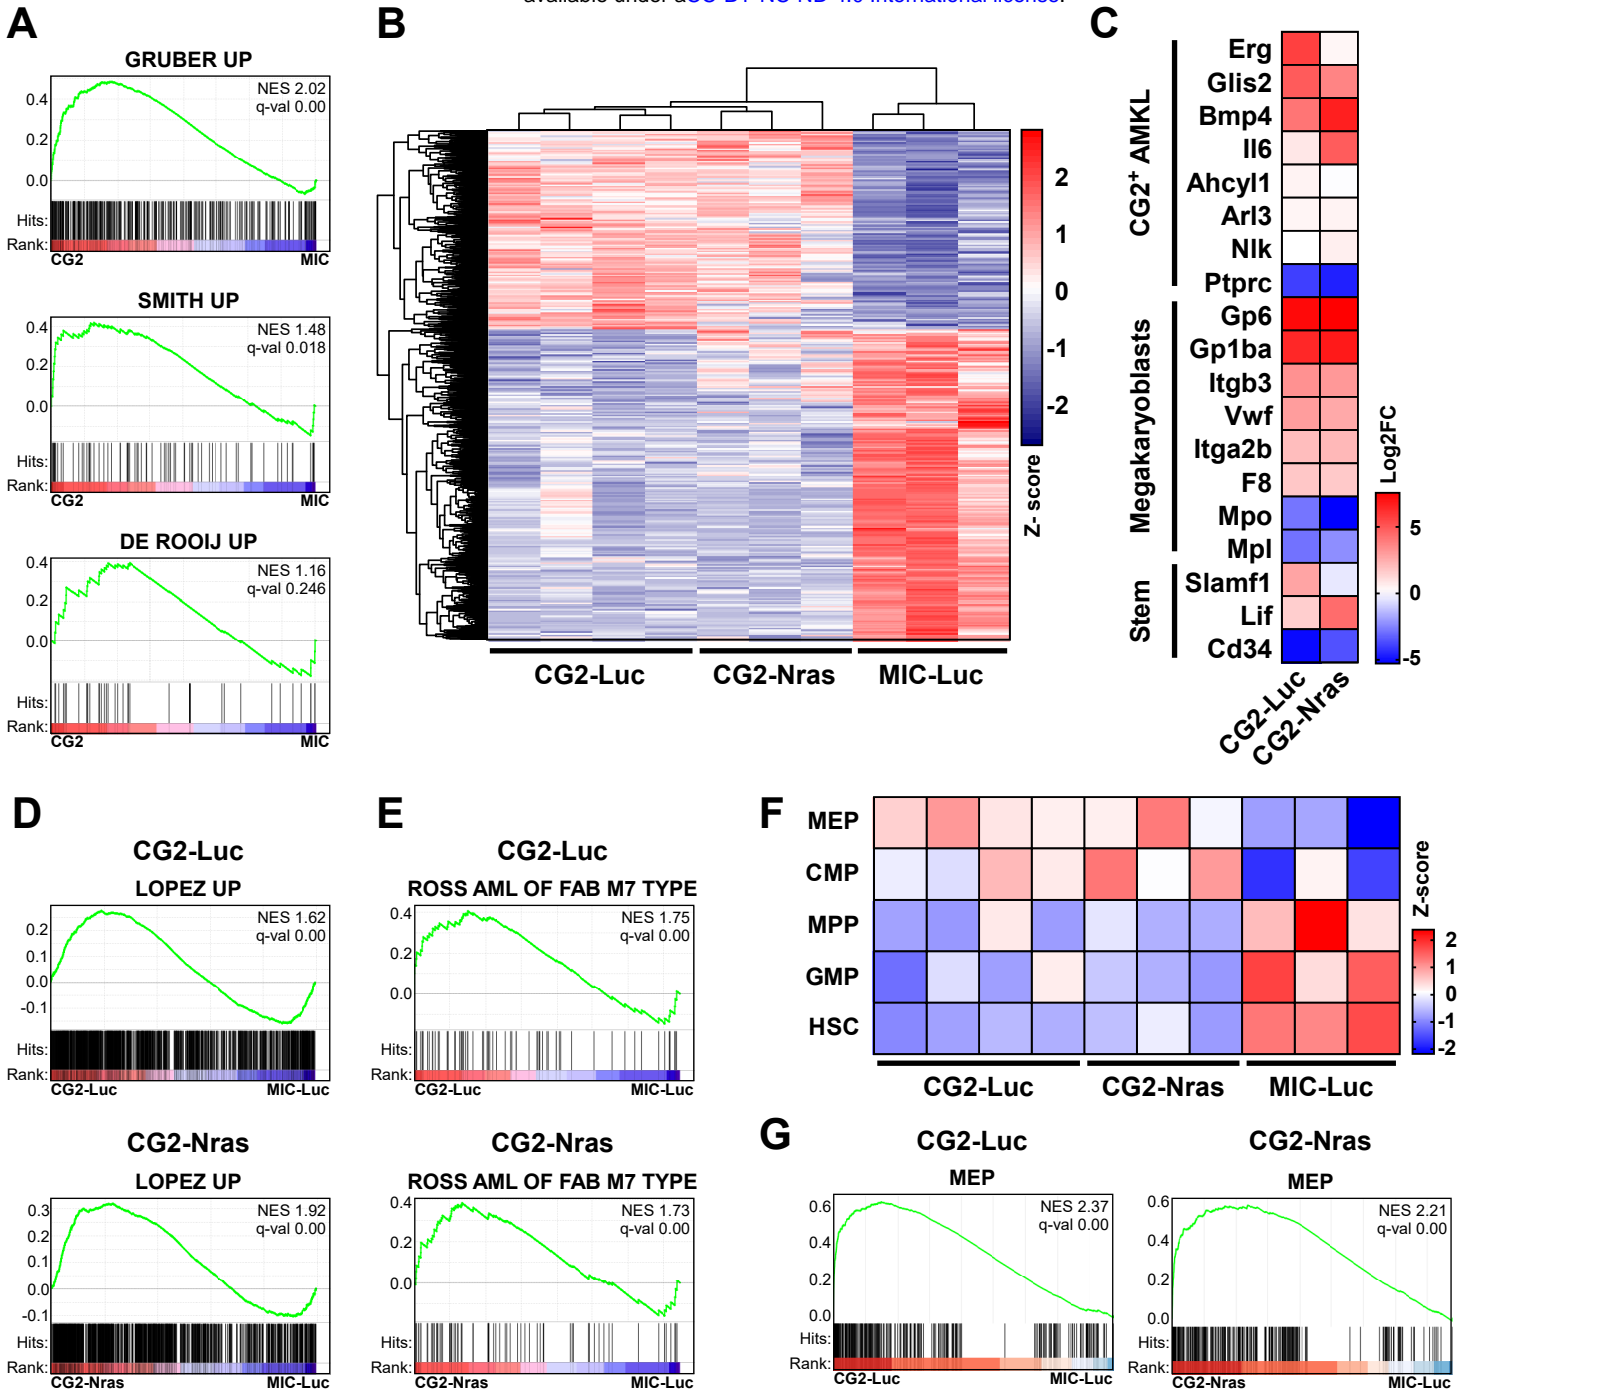 available under aCC-BY-NC-ND 4.0 International license.
A
GRUBER UP
NES 2.02
q-val 0.00
0.4
0.2
0.0
Hits:
Rank:
CG2 MIC
SMITH UP
NES 1.48
q-val 0.018
0.4
0.2
0.0
Hits:
Rank:
CG2 MIC
DE ROOIJ UP
NES 1.16
q-val 0.246
0.4
0.2
0.0
Hits:
Rank:
CG2 MIC
B
2
1
0
-1
-2
Z- score
CG2-Luc CG2-Nras MIC-Luc
C
CG2+ AMKL
Erg
Glis2
Bmp4
Il6
Ahcyl1
Arl3
Nlk
Ptprc
Megakaryoblasts
Gp6
Gp1ba
Itgb3
Vwf
Itga2b
F8
Mpo
Mpl
Stem
Slamf1
Lif
Cd34
CG2-Luc
CG2-Nras
Log2FC
5
0
-5
D
CG2-Luc
LOPEZ UP
NES 1.62
q-val 0.00
0.2
0.1
0.0
-0.1
Hits:
Rank:
CG2-Luc MIC-Luc
CG2-Nras
LOPEZ UP
NES 1.92
q-val 0.00
0.3
0.2
0.1
0.0
-0.1
Hits:
Rank:
CG2-Nras MIC-Luc
E
CG2-Luc
ROSS AML OF FAB M7 TYPE
NES 1.75
q-val 0.00
0.4
0.2
0.0
Hits:
Rank:
CG2-Luc MIC-Luc
CG2-Nras
ROSS AML OF FAB M7 TYPE
NES 1.73
q-val 0.00
0.4
0.2
0.0
Hits:
Rank:
CG2-Nras MIC-Luc
F
MEP
CMP
MPP
GMP
HSC
CG2-Luc CG2-Nras MIC-Luc
Z-score
2
1
0
-1
-2
G
CG2-Luc
MEP
NES 2.37
q-val 0.00
0.6
0.4
0.2
0.0
Hits:
Rank:
CG2-Luc MIC-Luc
CG2-Nras
MEP
NES 2.21
q-val 0.00
0.6
0.4
0.2
0.0
Hits:
Rank:
CG2-Nras MIC-Luc